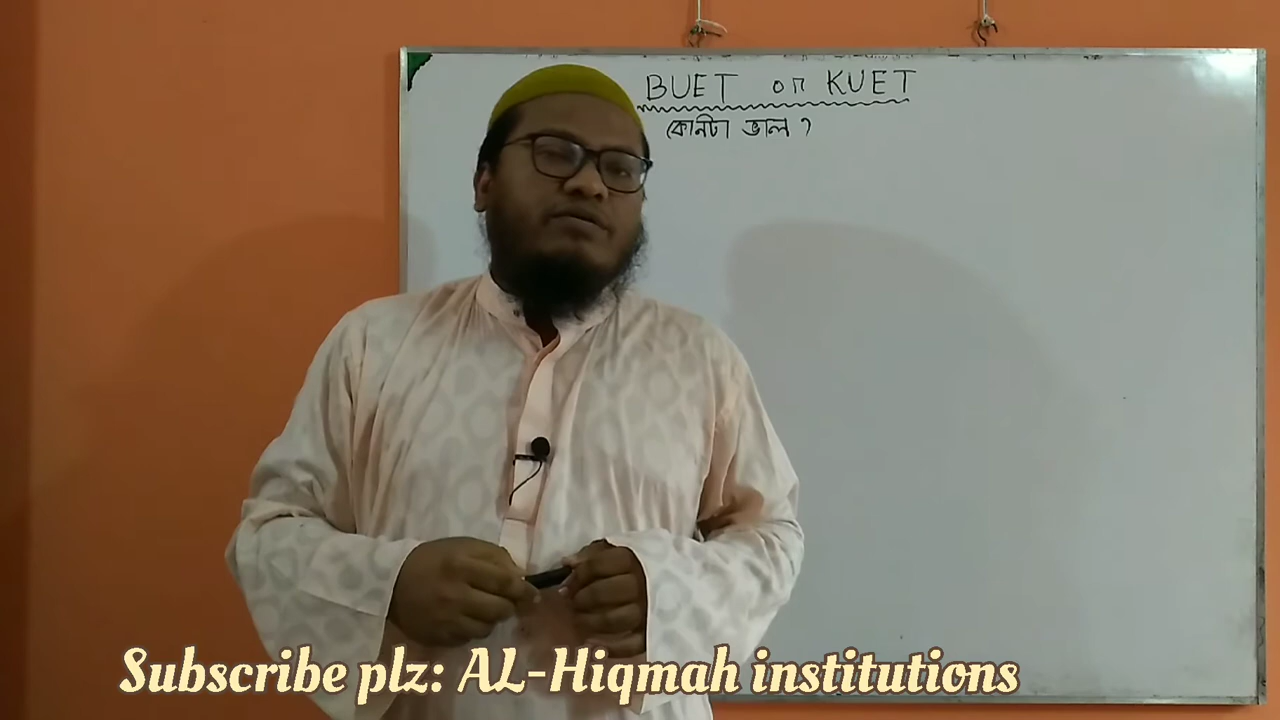 BUET or KUET
কোনটা ভাল ?
Subscribe plz: AL-Hiqmah institutions